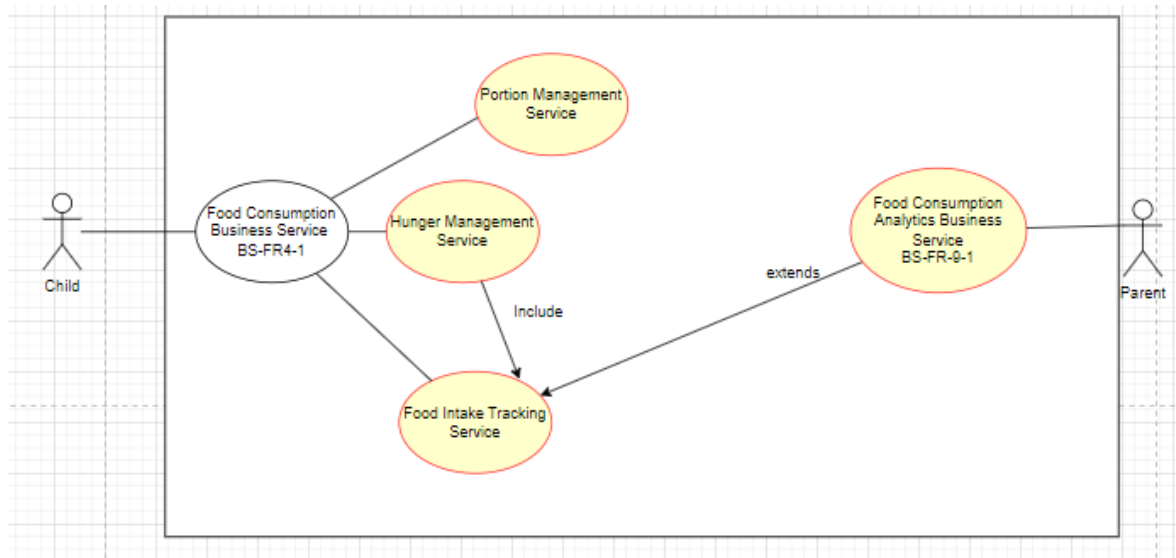 Portion Management
Service
Food Consumption
Business Service
BS-FR4-1
Hunger Management
Service
Food Consumption
Analytics Business
Service
BS-FR-9-1
Child
Parent
extends
Include
Food Intake Tracking
Service